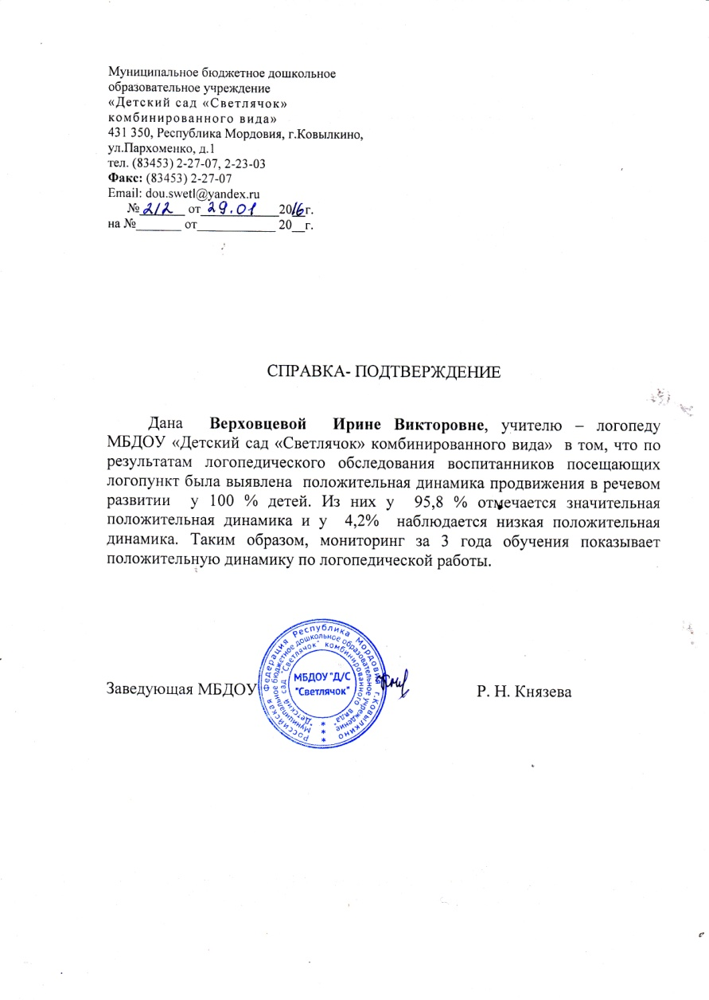 Муниципальное бюджетное дошкольное
образовательное учреждение
«Детский сад «Светлячок»
комбинированного вида»
431 350, Республика Мордовия, г.Ковылкино,
ул.Пархоменко, д.1
тел. (83453) 2-27-07, 2-23-03
Факс: (83453) 2-27-07
Email: dou.swetl@yandex.ru
№ 212 от 29.01 2016 г.
на №_______ от____________ 20__г.
СПРАВКА- ПОДТВЕРЖДЕНИЕ
Дана Верховцевой Ирине Викторовне, учителю – логопеду
МБДОУ «Детский сад «Светлячок» комбинированного вида» в том, что по
результатам логопедического обследования воспитанников посещающих
логопункт была выявлена положительная динамика продвижения в речевом
развитии у 100 % детей. Из них у 95,8 % отмечается значительная
положительная динамика и у 4,2% наблюдается низкая положительная
динамика. Таким образом, мониторинг за 3 года обучения показывает
положительную динамику по логопедической работы.
Российская Федерация Республика Мордовия г.Ковылкино
Муниципальное бюджетное дошкольное образовательное учреждение
"Детский сад "Светлячок" комбинированного вида"
МБДОУ "Д/С
"Светлячок"
Заведующая МБДОУ
Р. Н. Князева